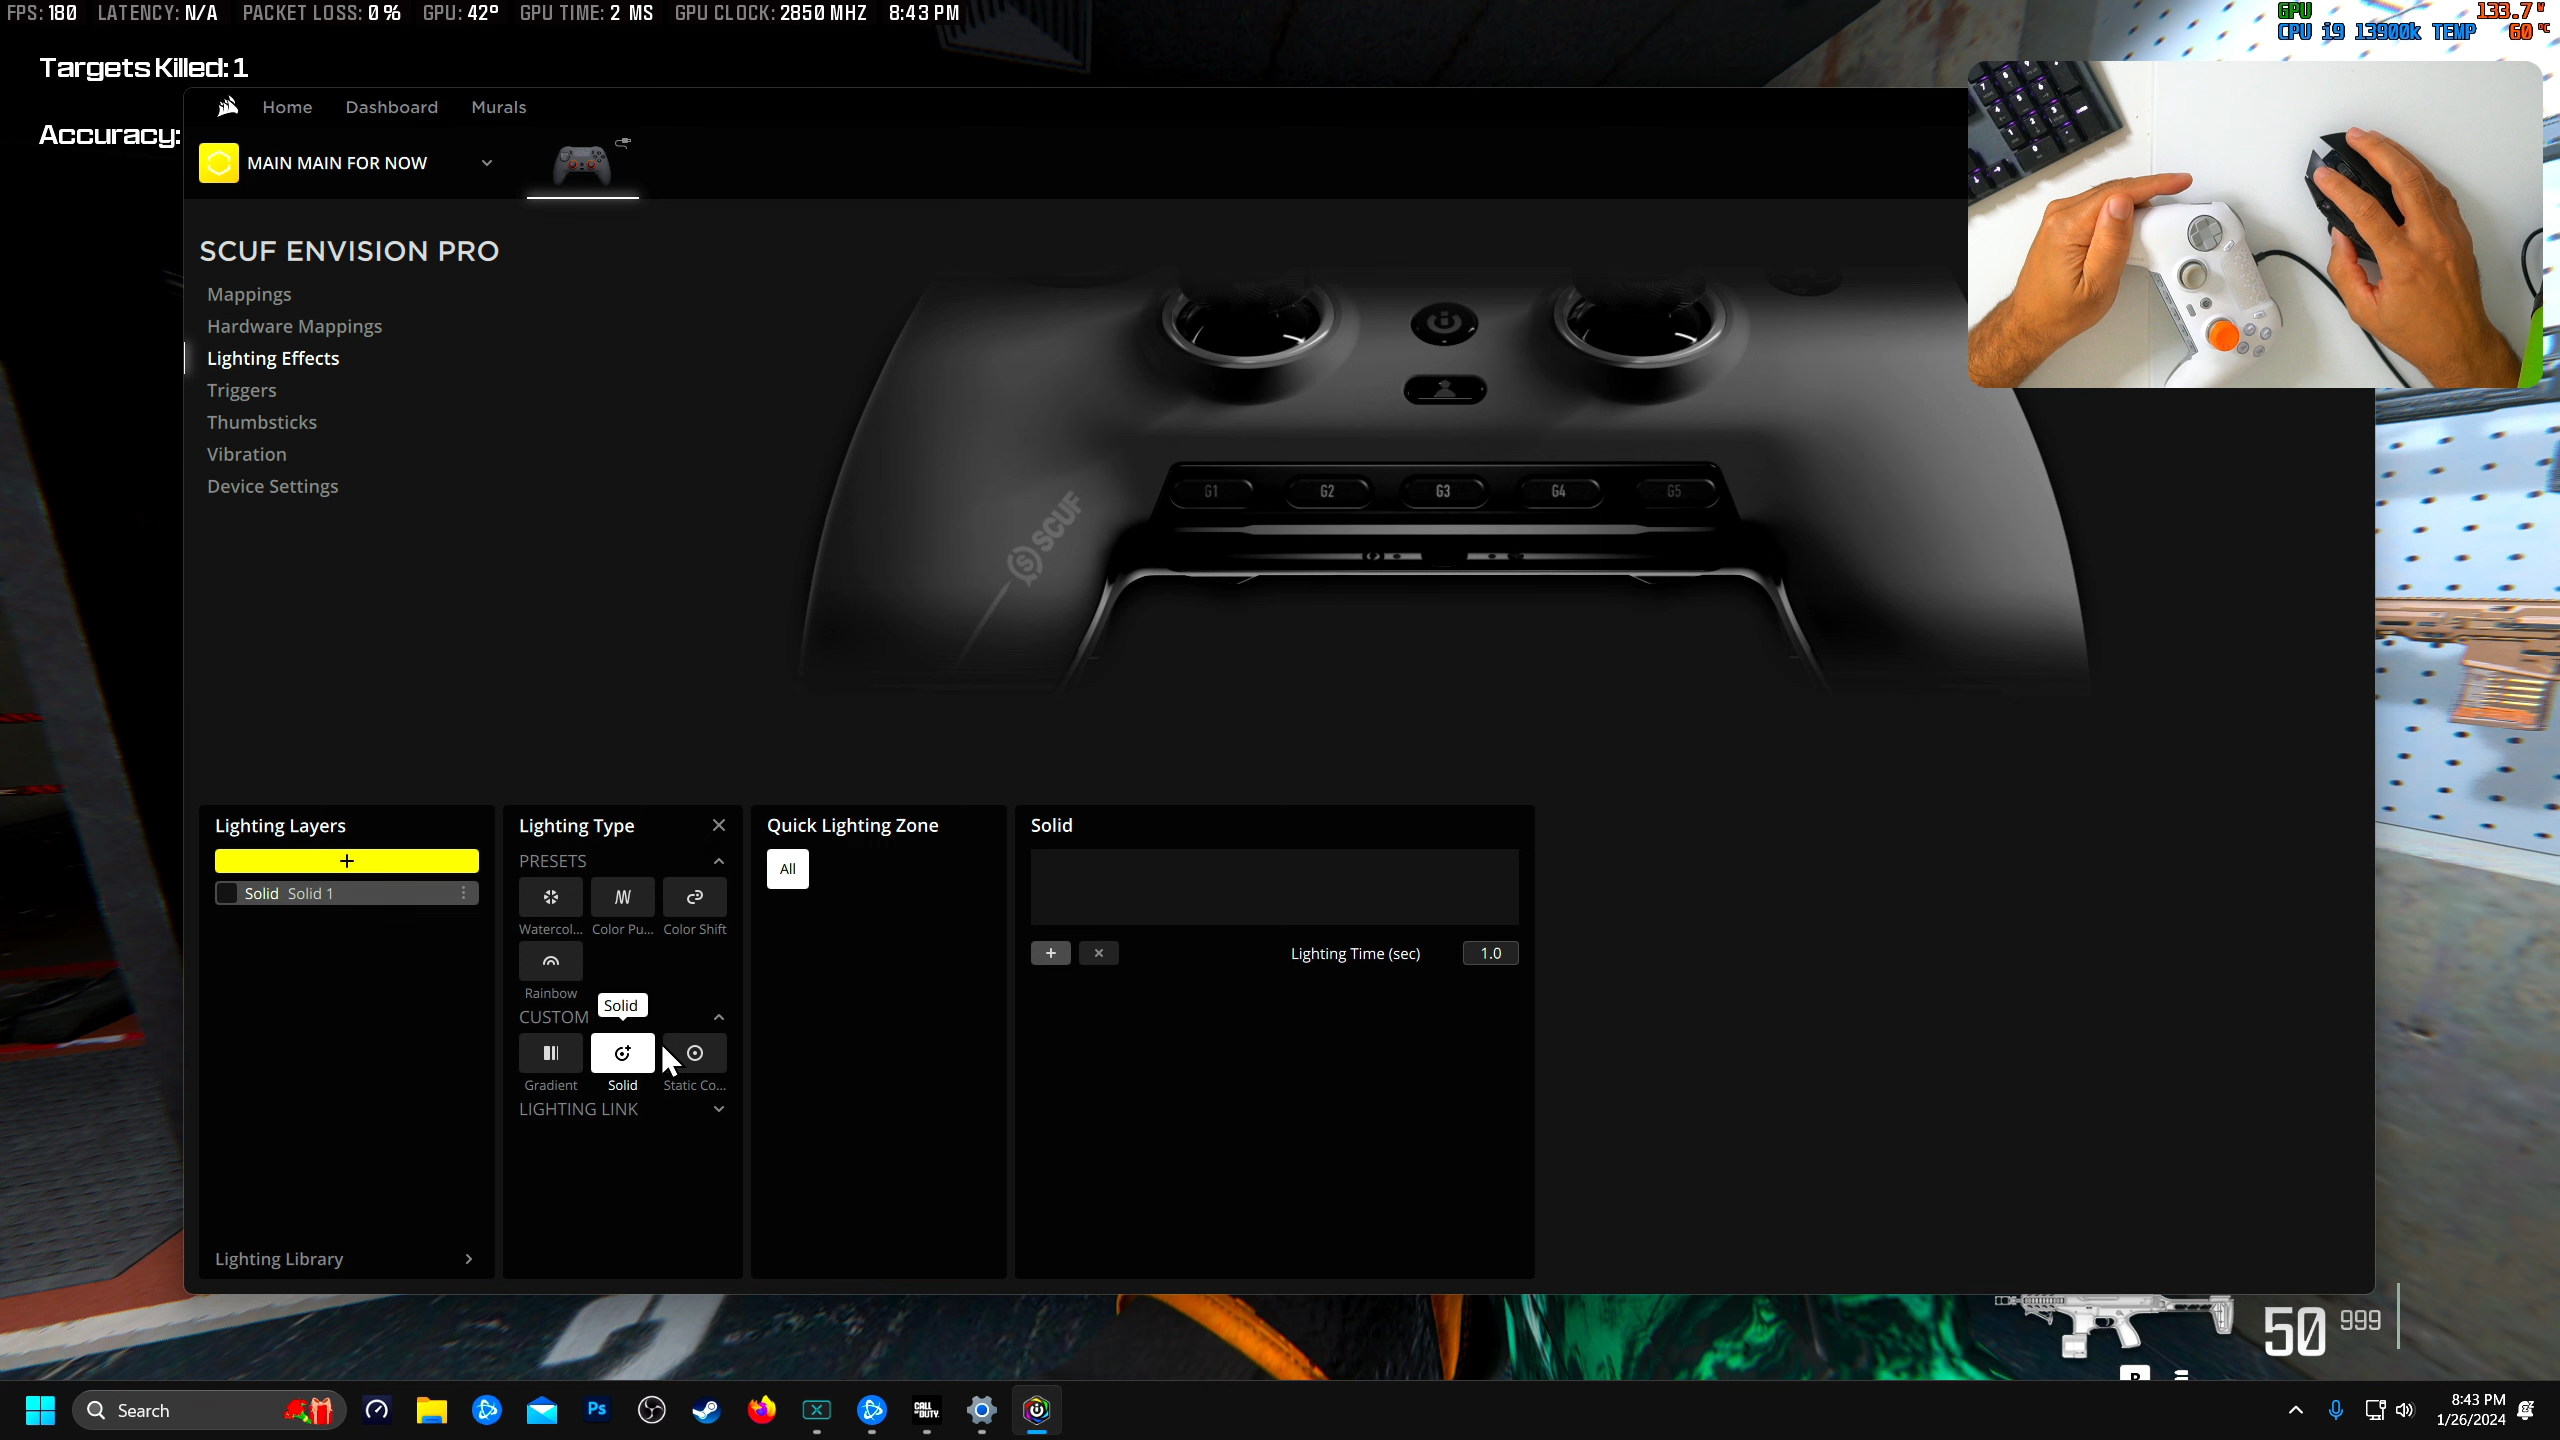 FPS: 180 LATENCY: N/A PACKET LOSS: 0 % GPU: 42° GPU TIME: 2 MS GPU CLOCK: 2850 MHZ 8:43 PM
GPU 133.7 W
CPU i9 13900k TEMP 60 °C
Targets Killed: 1
Accuracy:
Home Dashboard Murals
MAIN MAIN FOR NOW
SCUF ENVISION PRO
Mappings
Hardware Mappings
Lighting Effects
Triggers
Thumbsticks
Vibration
Device Settings
G1 G2 G3 G4 G5
SCUF
Lighting Layers
+
Solid Solid 1
Lighting Library
Lighting Type
PRESETS
Watercol... Color Pu... Color Shift
Rainbow
Solid
CUSTOM
Gradient Solid Static Co...
LIGHTING LINK
Quick Lighting Zone
All
Solid
Lighting Time (sec) 1.0
50 999
Search
Ps
CALL OF DUTY
8:43 PM
1/26/2024